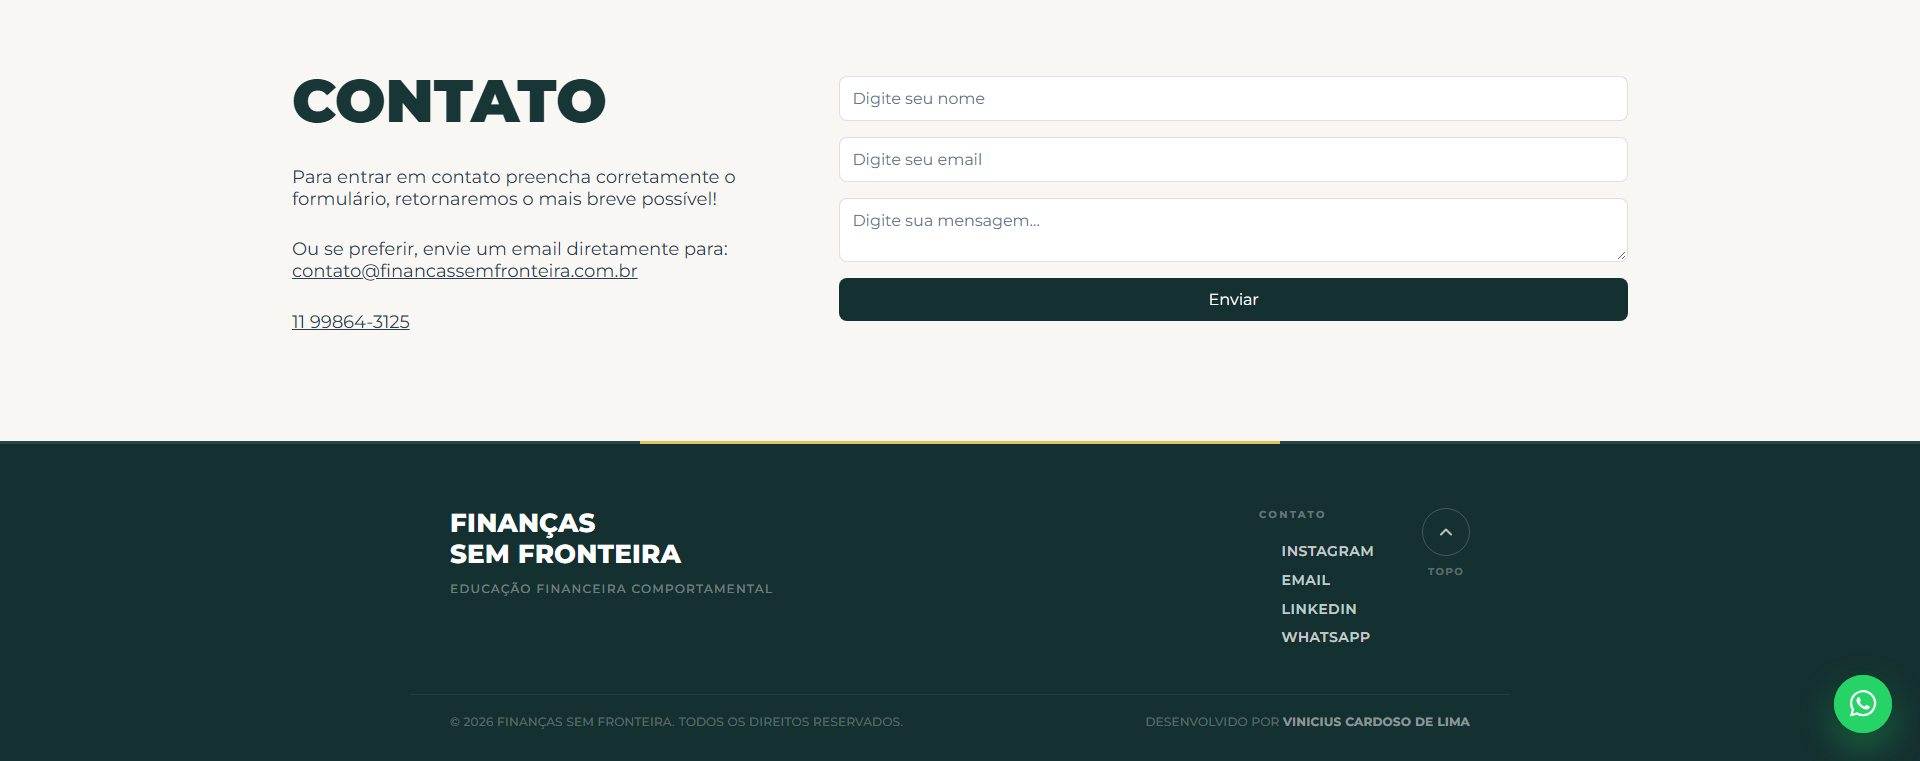 CONTATO
Para entrar em contato preencha corretamente o
formulário, retornaremos o mais breve possível!
Ou se preferir, envie um email diretamente para:
contato@financassemfronteira.com.br
11 99864-3125
Digite seu nome
Digite seu email
Digite sua mensagem...
Enviar
FINANÇAS
SEM FRONTEIRA
EDUCAÇÃO FINANCEIRA COMPORTAMENTAL
CONTATO
INSTAGRAM
EMAIL
LINKEDIN
WHATSAPP
TOPO
© 2026 FINANÇAS SEM FRONTEIRA. TODOS OS DIREITOS RESERVADOS.
DESENVOLVIDO POR VINICIUS CARDOSO DE LIMA